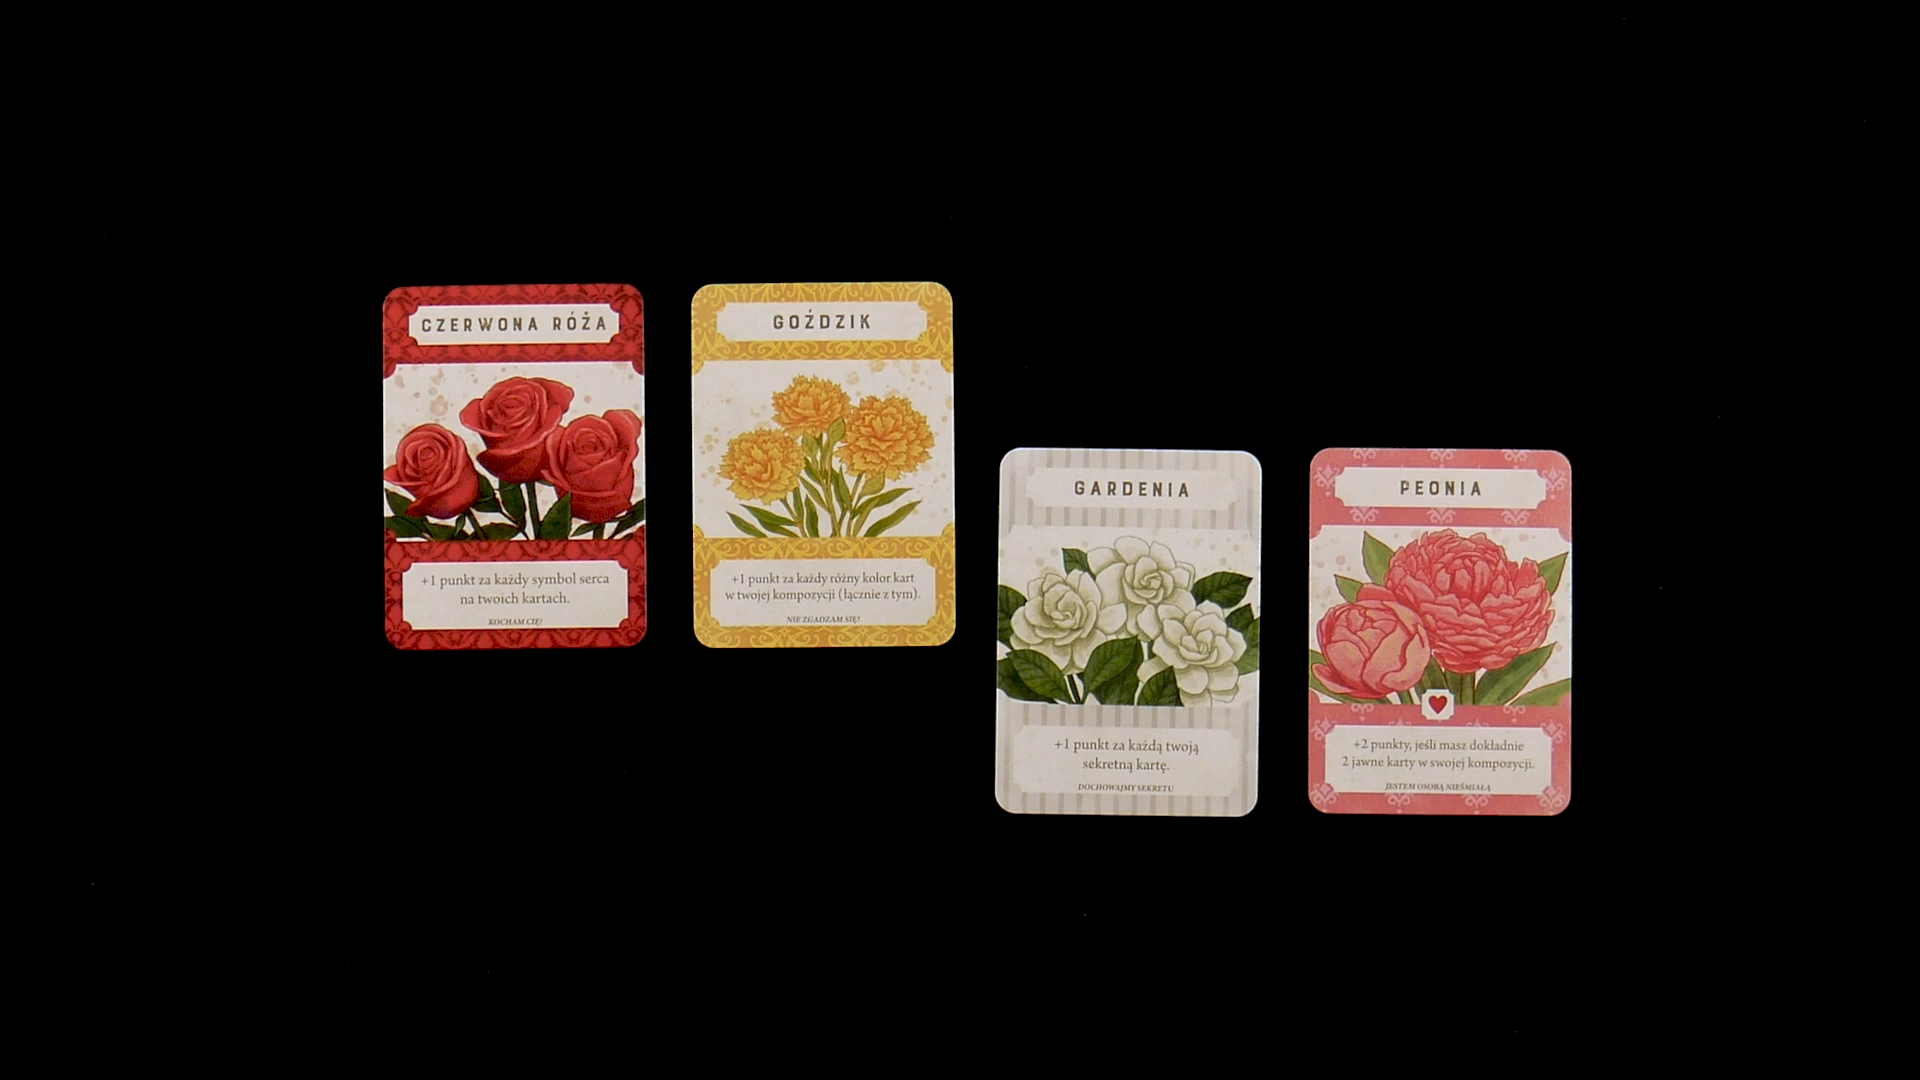 CZERWONA RÓŻA
+1 punkt za każdy symbol serca
na twoich kartach.
KOCHAM CIĘ!
GOŹDZIK
+1 punkt za każdy różny kolor kart
w twojej kompozycji (łącznie z tym).
NIE ZGADZAM SIĘ!
GARDENIA
+1 punkt za każdą twoją
sekretną kartę.
DOCHOWAJMY SEKRETU
PEONIA
+2 punkty, jeśli masz dokładnie
2 jawne karty w swojej kompozycji.
JESTEM OSOBĄ NIEŚMIAŁĄ